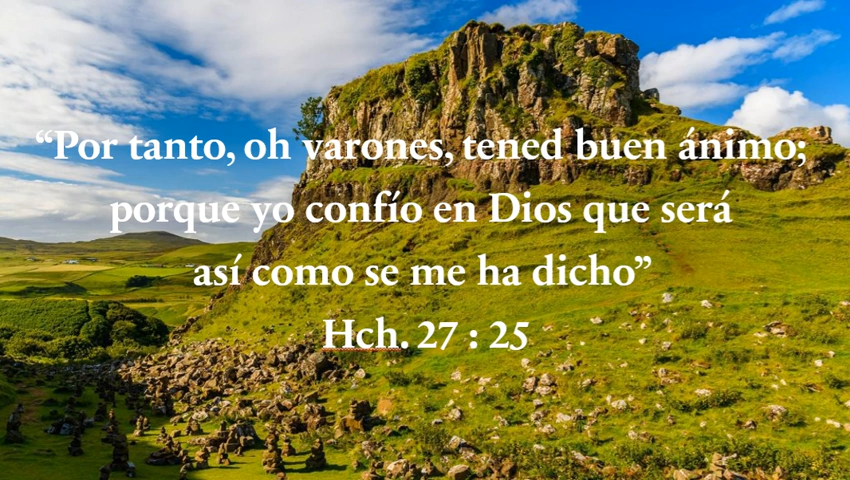 “Por tanto, oh varones, tened buen ánimo;
porque yo confío en Dios que será
así como se me ha dicho”
Hch. 27 : 25